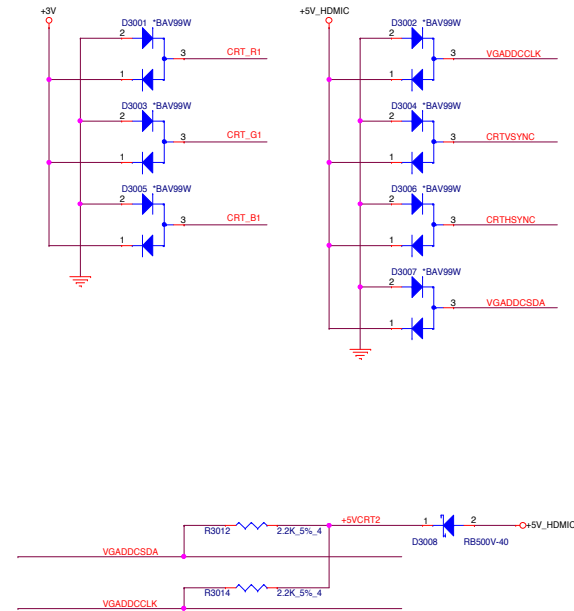 +3V
D3001 *BAV99W
2
3
CRT_R1
1
D3003 *BAV99W
2
3
CRT_G1
1
D3005 *BAV99W
2
3
CRT_B1
1
+5V_HDMIC
D3002 *BAV99W
2
3
VGADDCCLK
1
D3004 *BAV99W
2
3
CRTVSYNC
1
D3006 *BAV99W
2
3
CRTHSYNC
1
D3007 *BAV99W
2
3
VGADDCSDA
1
R3012 2.2K_5%_4
+5VCRT2
1
2
+5V_HDMIC
D3008 RB500V-40
VGADDCSDA
R3014 2.2K_5%_4
VGADDCCLK